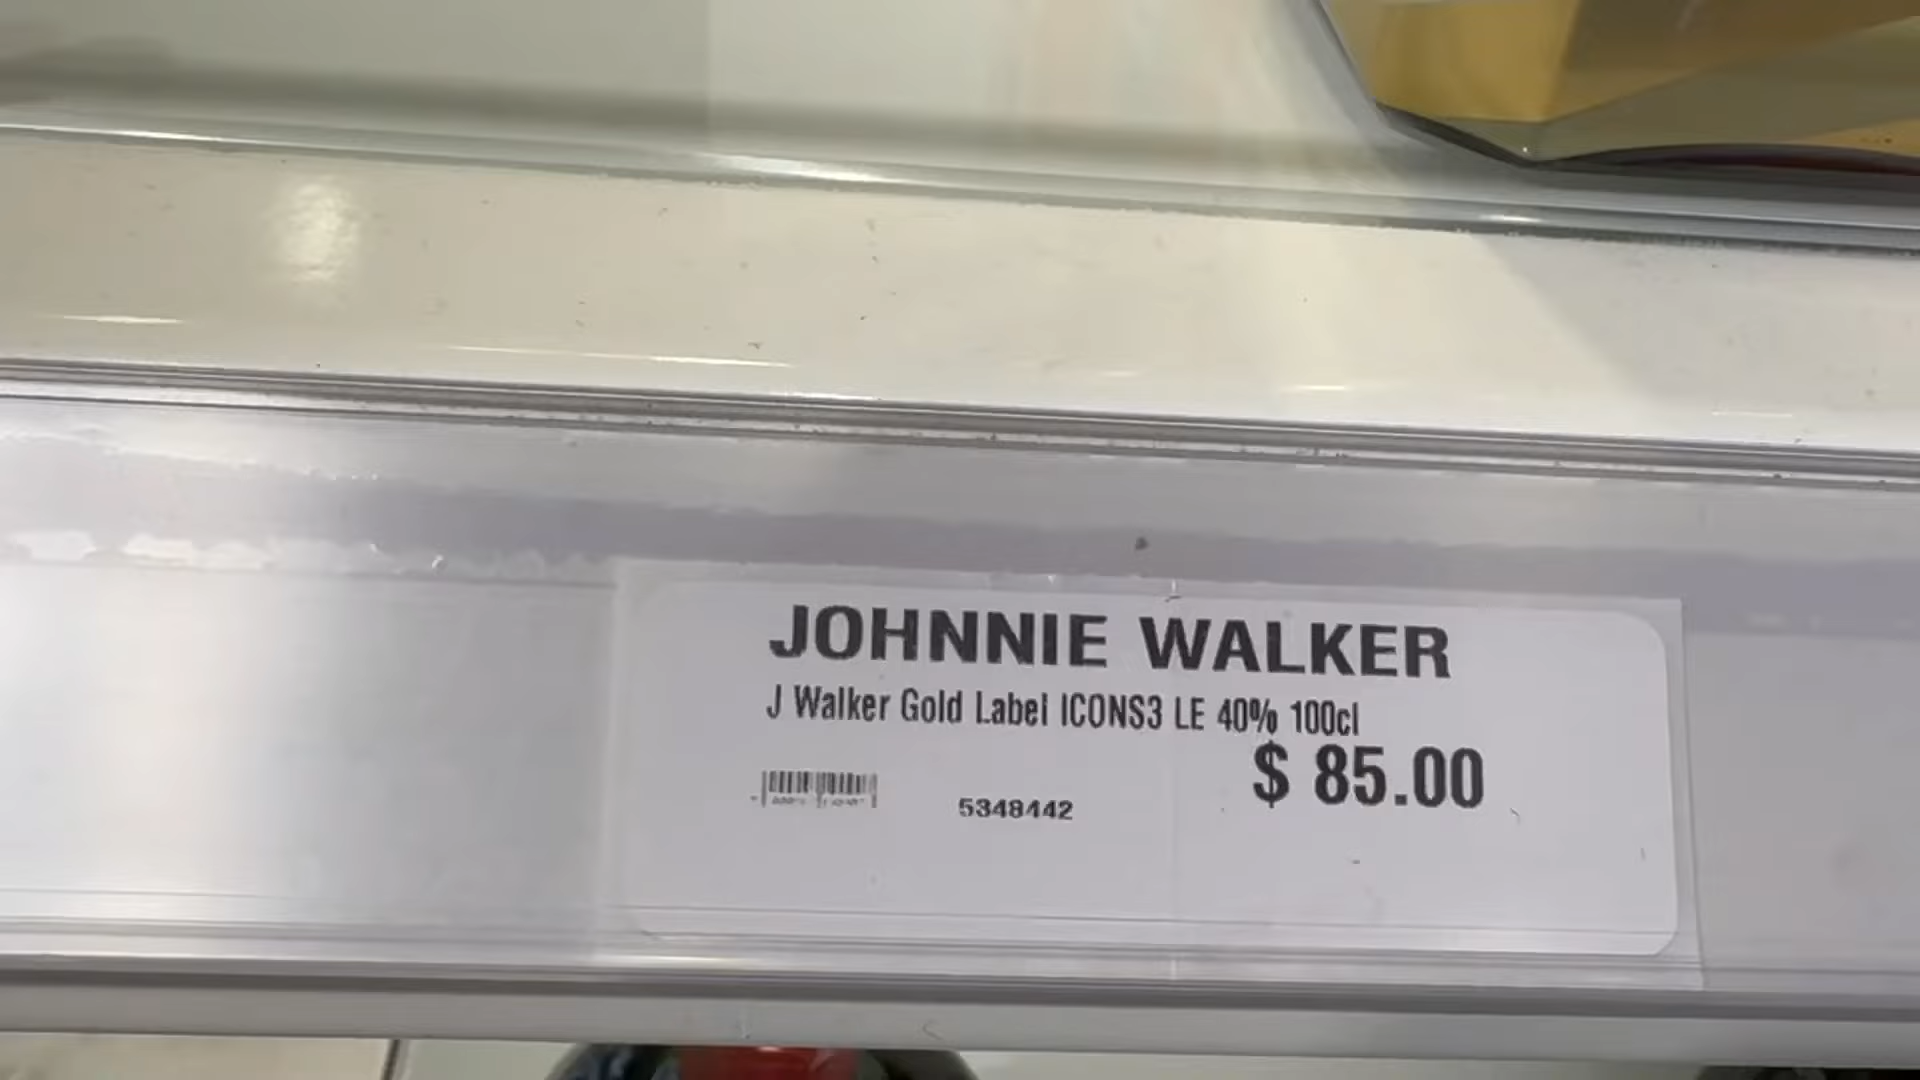 JOHNNIE WALKER
J Walker Gold Label ICONS3 LE 40% 100cl
$ 85.00
5348442